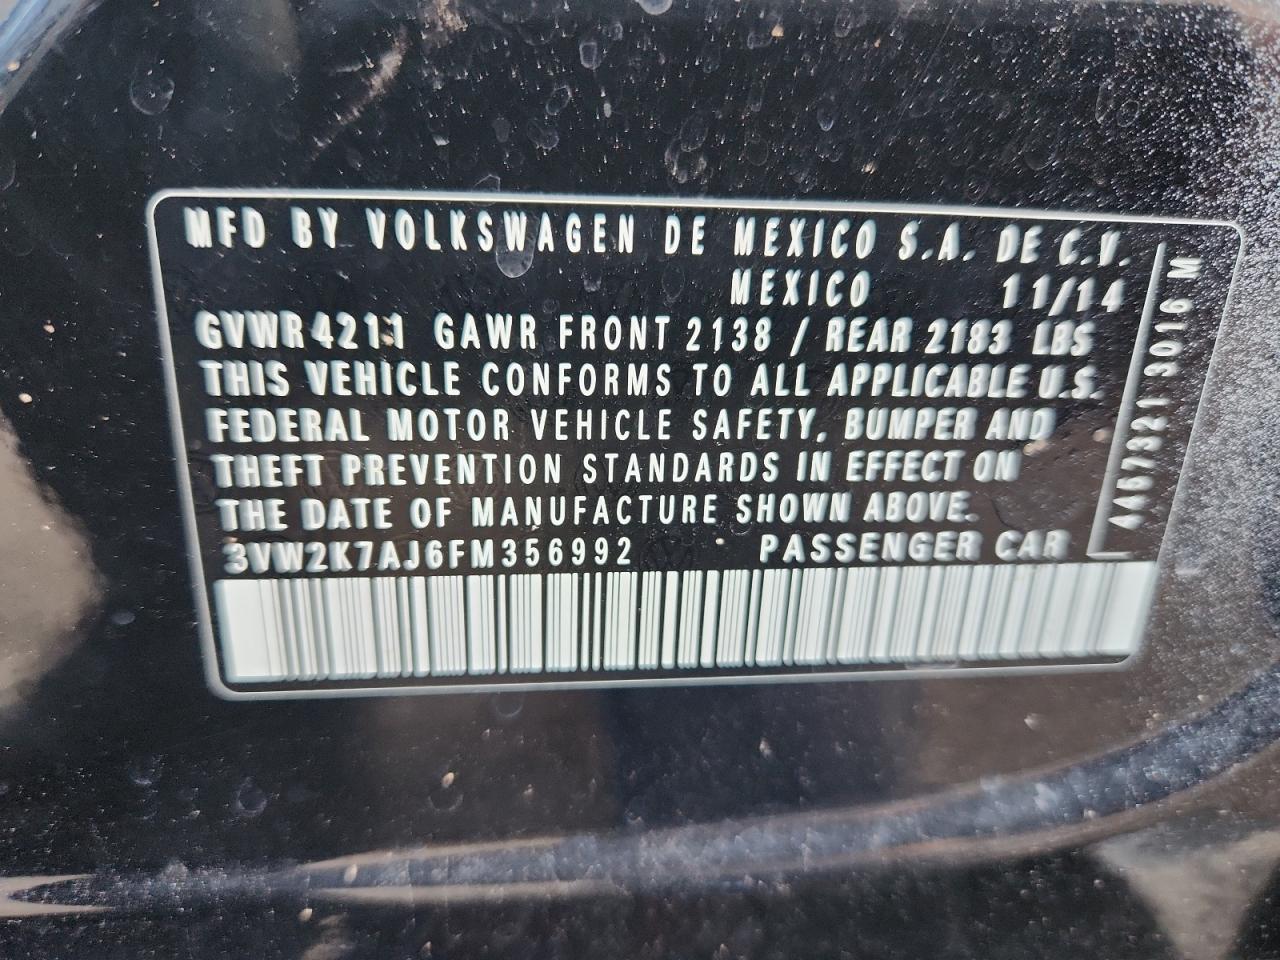 MFD BY VOLKSWAGEN DE MEXICO S.A. DE C.V.
MEXICO 11/14
GVWR 4211 GAWR FRONT 2138 / REAR 2183 LBS
THIS VEHICLE CONFORMS TO ALL APPLICABLE U.S.
FEDERAL MOTOR VEHICLE SAFETY, BUMPER AND
THEFT PREVENTION STANDARDS IN EFFECT ON
THE DATE OF MANUFACTURE SHOWN ABOVE.
3VW2K7AJ6FM356992 PASSENGER CAR
4467321 3016 M